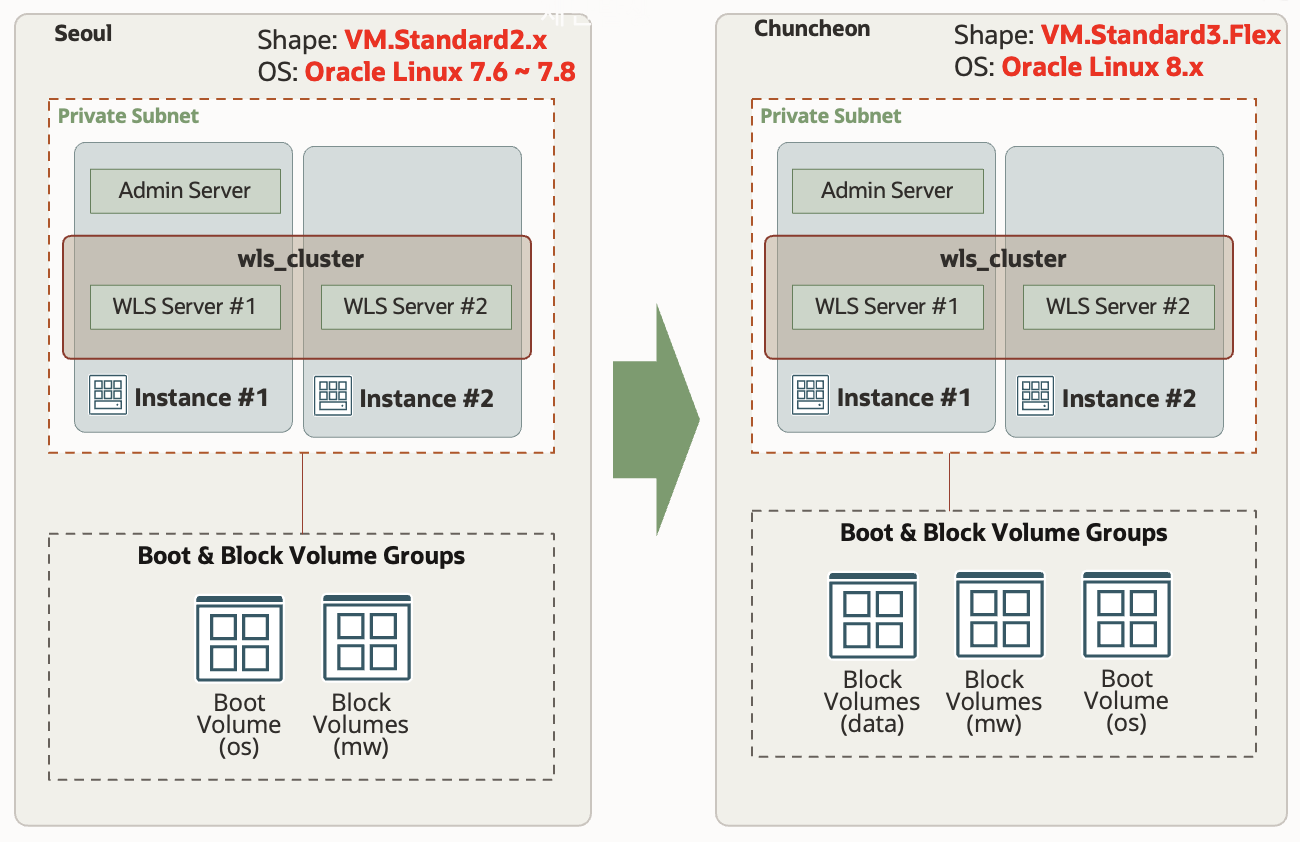 Seoul
Shape: VM.Standard2.x
OS: Oracle Linux 7.6 ~ 7.8
Private Subnet
Admin Server
wls_cluster
WLS Server #1
WLS Server #2
Instance #1
Instance #2
Boot & Block Volume Groups
Boot
Volume
(os)
Block
Volumes
(mw)
Chuncheon
Shape: VM.Standard3.Flex
OS: Oracle Linux 8.x
Private Subnet
Admin Server
wls_cluster
WLS Server #1
WLS Server #2
Instance #1
Instance #2
Boot & Block Volume Groups
Block
Volumes
(data)
Block
Volumes
(mw)
Boot
Volume
(os)